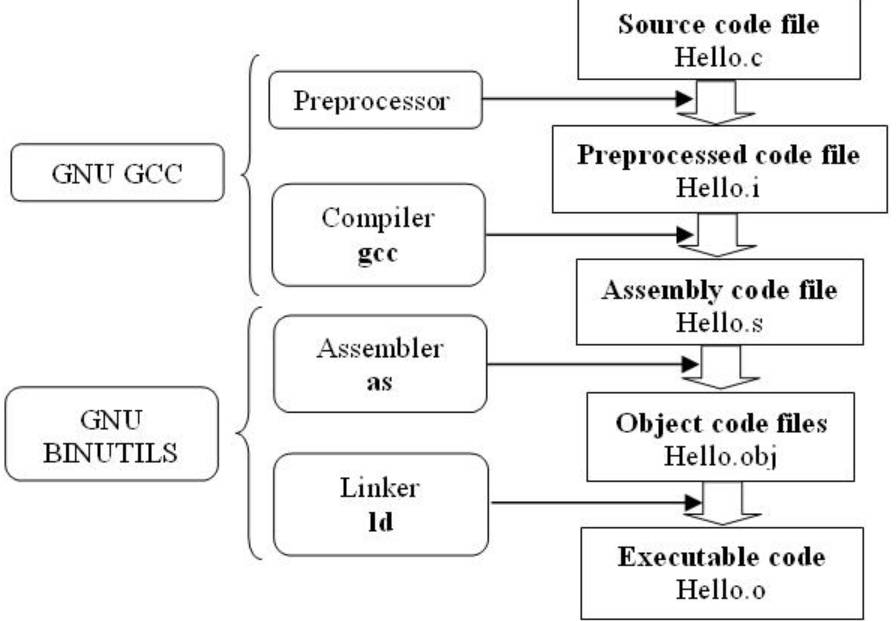 Source code file
Hello.c
Preprocessor
Preprocessed code file
Hello.i
GNU GCC
Compiler
gcc
Assembly code file
Hello.s
Assembler
as
GNU
BINUTILS
Object code files
Hello.obj
Linker
ld
Executable code
Hello.o